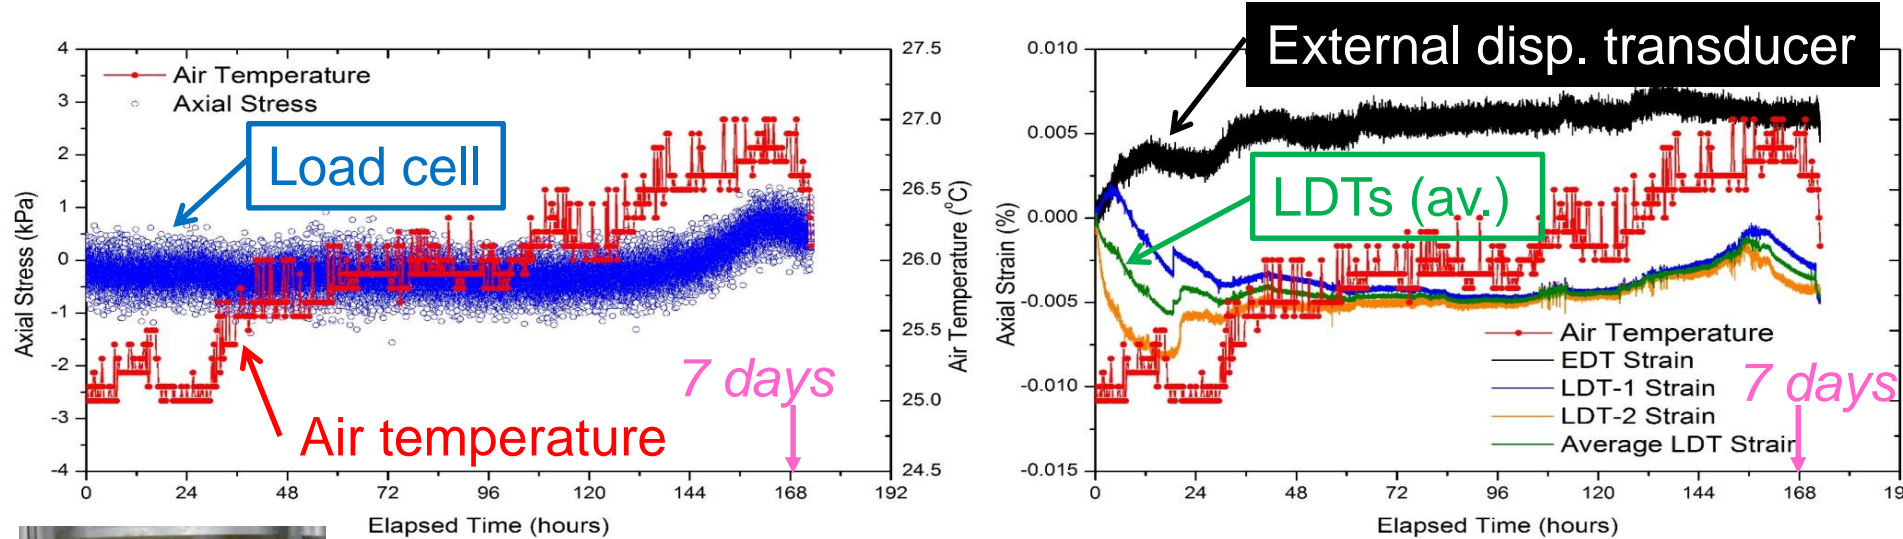 4
3
2
1
0
-1
-2
-3
-4
Axial Stress (kPa)
Air Temperature
Axial Stress
Load cell
Air temperature
7 days
27.5
27.0
26.5
26.0
25.5
25.0
24.5
Air Temperature (°C)
0 24 48 72 96 120 144 168 192
Elapsed Time (hours)
External disp. transducer
0.010
0.005
0.000
-0.005
-0.010
-0.015
Axial Strain (%)
LDTs (av.)
Air Temperature
EDT Strain
LDT-1 Strain
LDT-2 Strain
Average LDT Strain
7 days
0 24 48 72 96 120 144 168 19
Elapsed Time (hours)